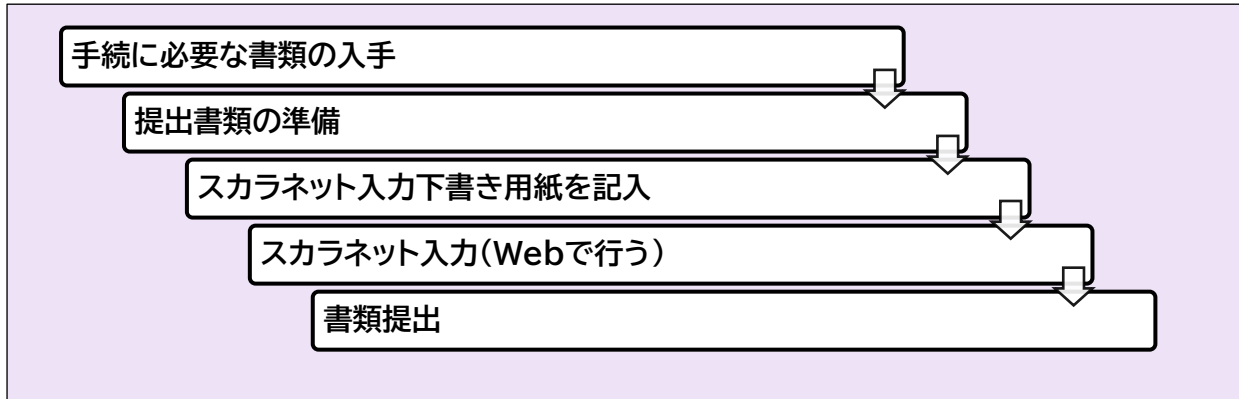 手続に必要な書類の入手
提出書類の準備
スカラネット入力下書き用紙を記入
スカラネット入力(Webで行う)
書類提出